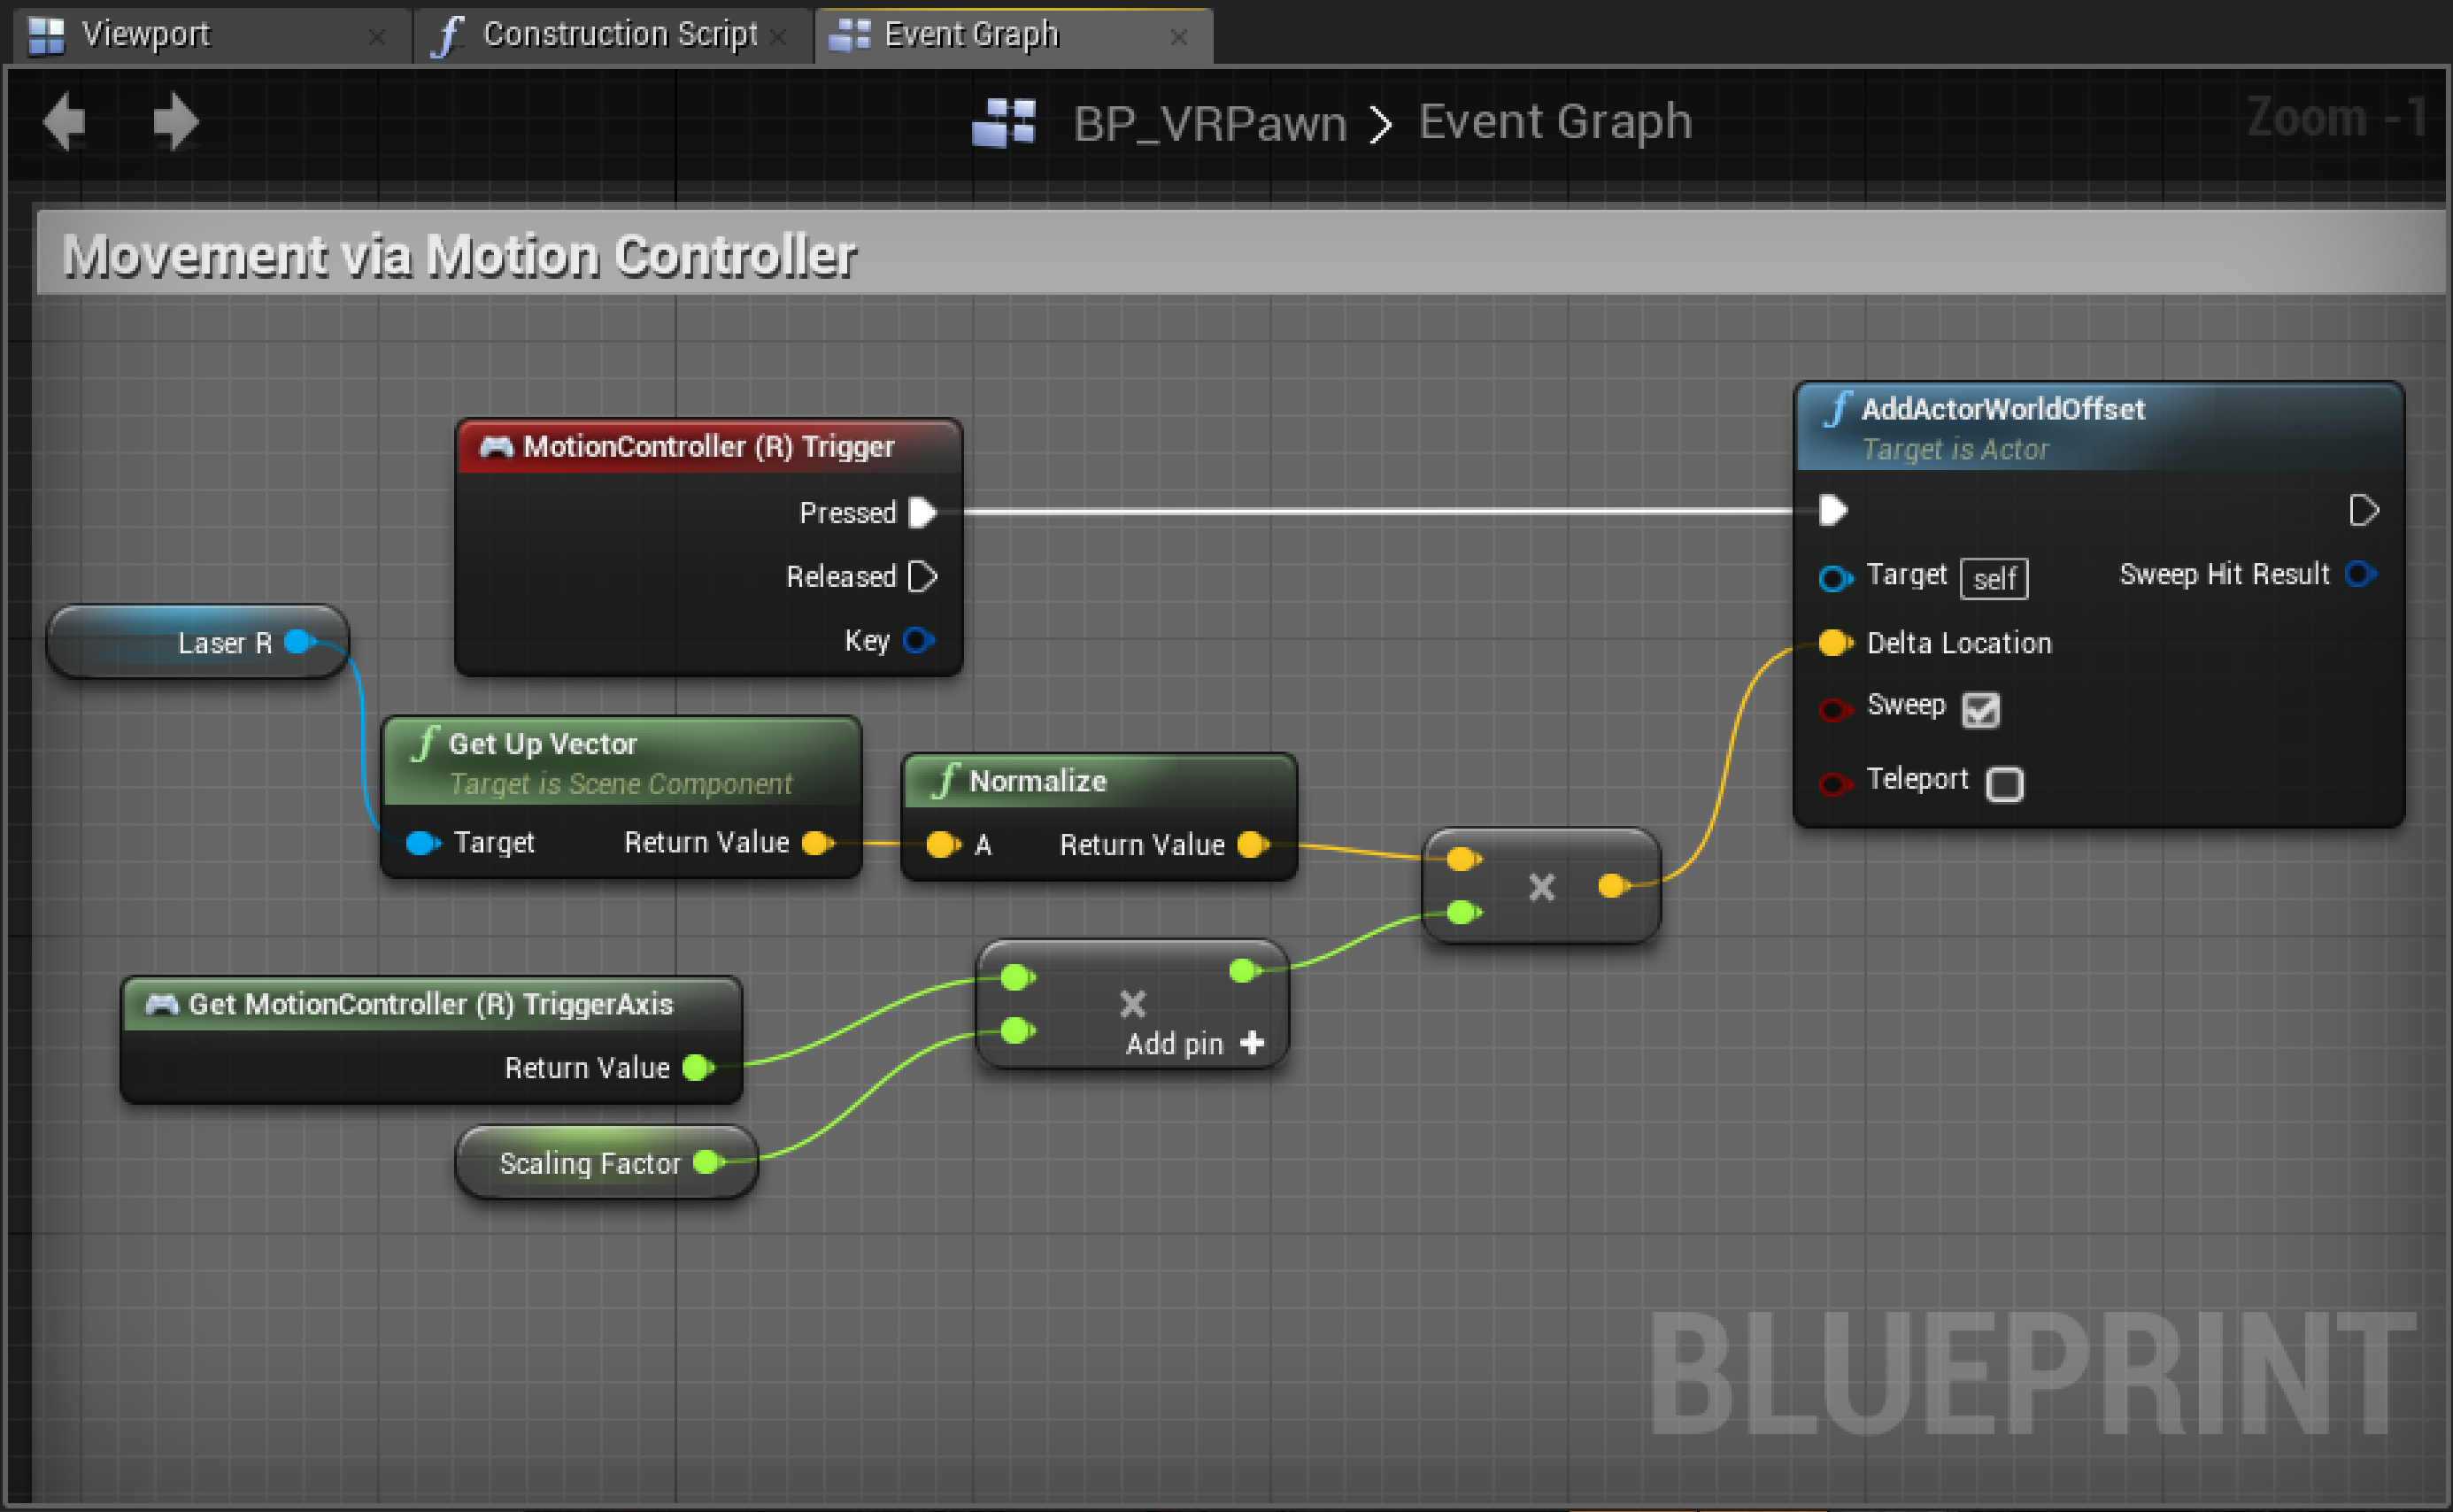 Viewport
Construction Script
Event Graph
BP_VRPawn > Event Graph
Zoom -1
Movement via Motion Controller
MotionController (R) Trigger
Pressed
Released
Key
AddActorWorldOffset
Target is Actor
Target self
Sweep Hit Result
Delta Location
Sweep
Teleport
Laser R
Get Up Vector
Target is Scene Component
Target
Return Value
Normalize
A
Return Value
Get MotionController (R) TriggerAxis
Return Value
Add pin +
Scaling Factor
BLUEPRINT